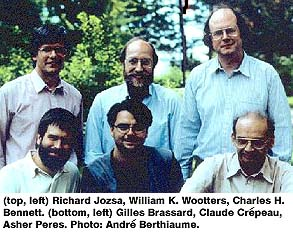 (top, left) Richard Jozsa, William K. Wootters, Charles H.
Bennett. (bottom, left) Gilles Brassard, Claude Crépeau,
Asher Peres. Photo: André Berthiaume.